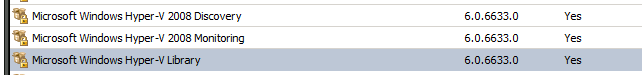 Microsoft Windows Hyper-V 2008 Discovery 6.0.6633.0 Yes
Microsoft Windows Hyper-V 2008 Monitoring 6.0.6633.0 Yes
Microsoft Windows Hyper-V Library 6.0.6633.0 Yes